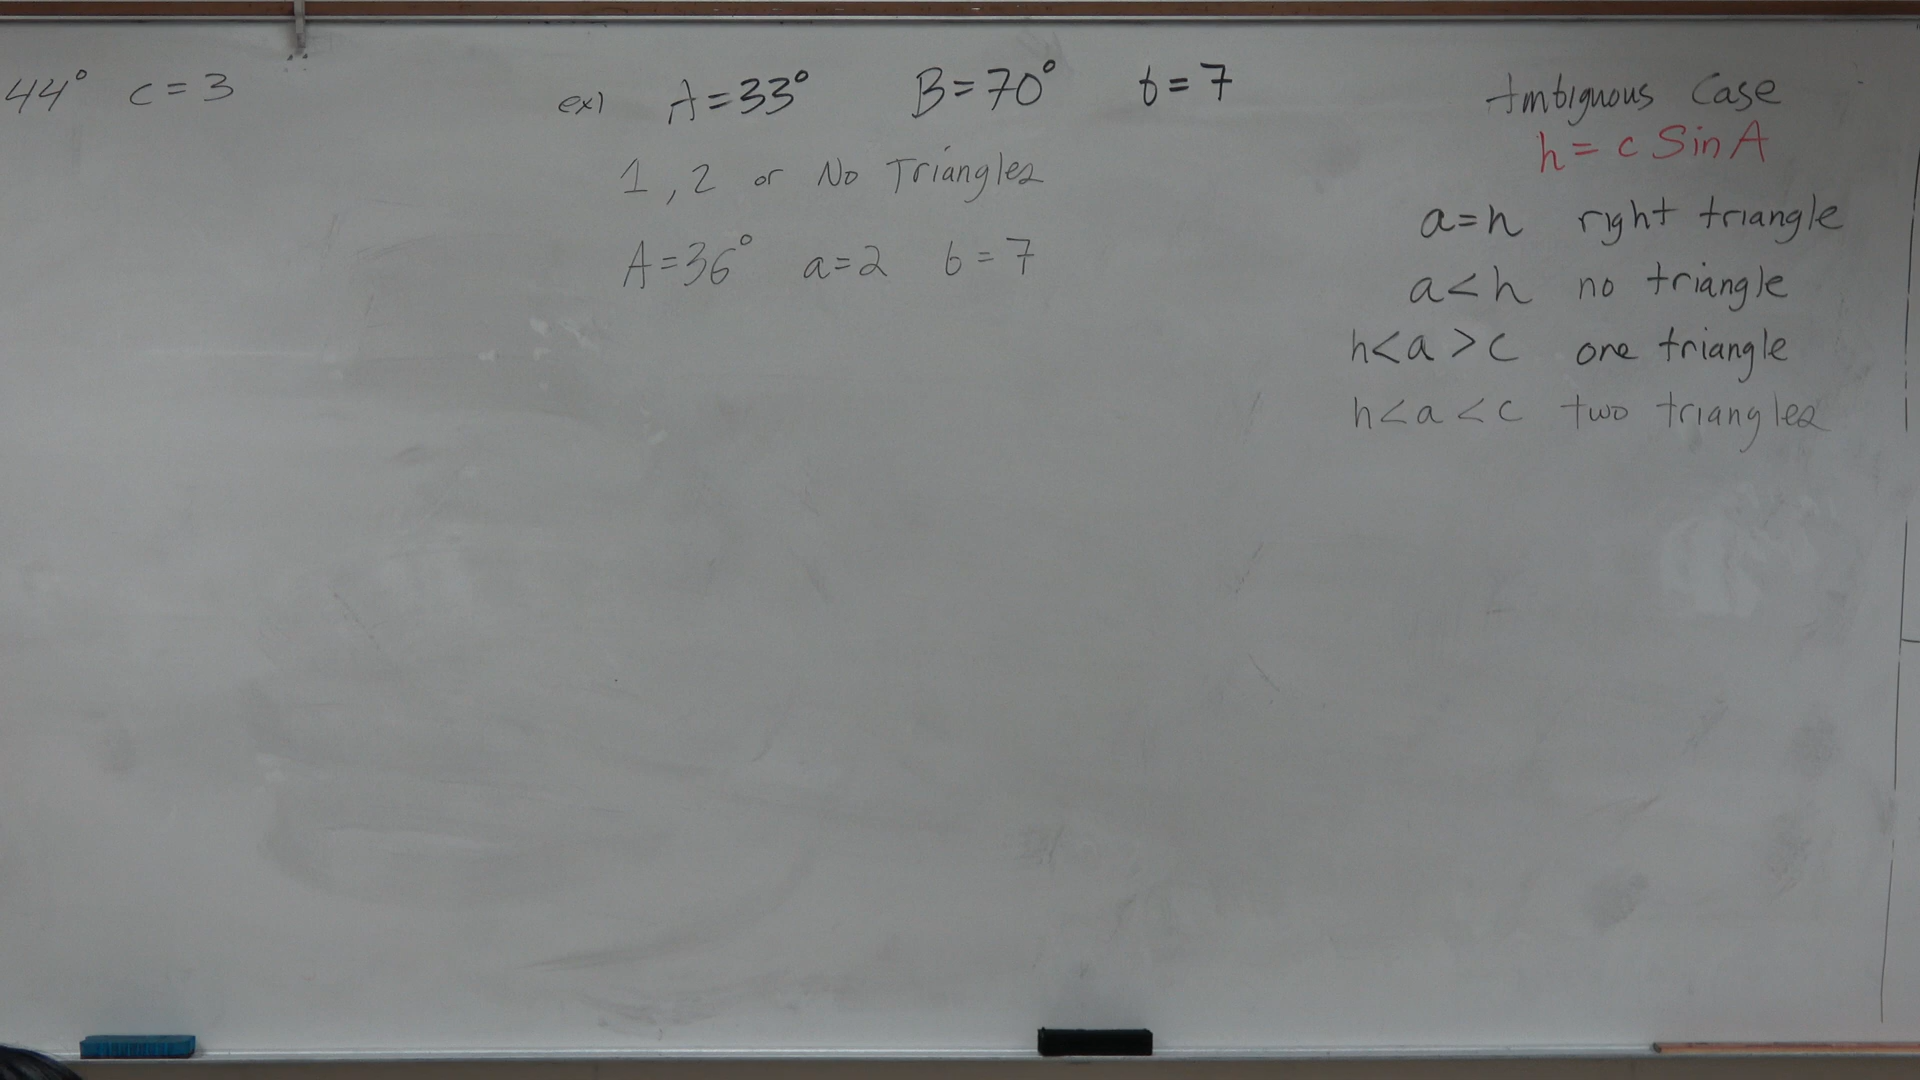 44° c = 3
ex) A = 33° B = 70° b = 7
1, 2 or No Triangles
A = 36° a = 2 b = 7
Ambiguous Case
h = c Sin A
a = h right triangle
a < h no triangle
h < a > c one triangle
h < a < c two triangles